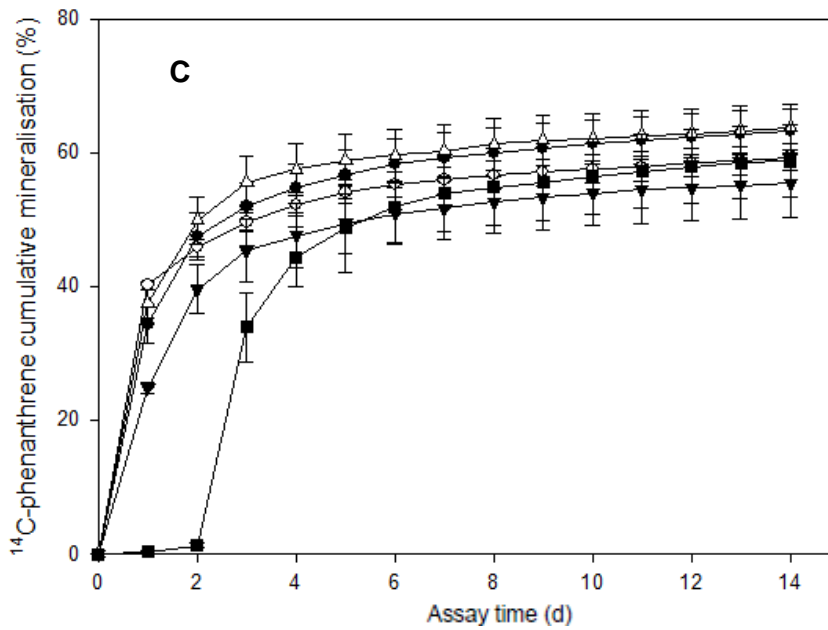 C
¹⁴C-phenanthrene cumulative mineralisation (%)
80
60
40
20
0
0 2 4 6 8 10 12 14
Assay time (d)